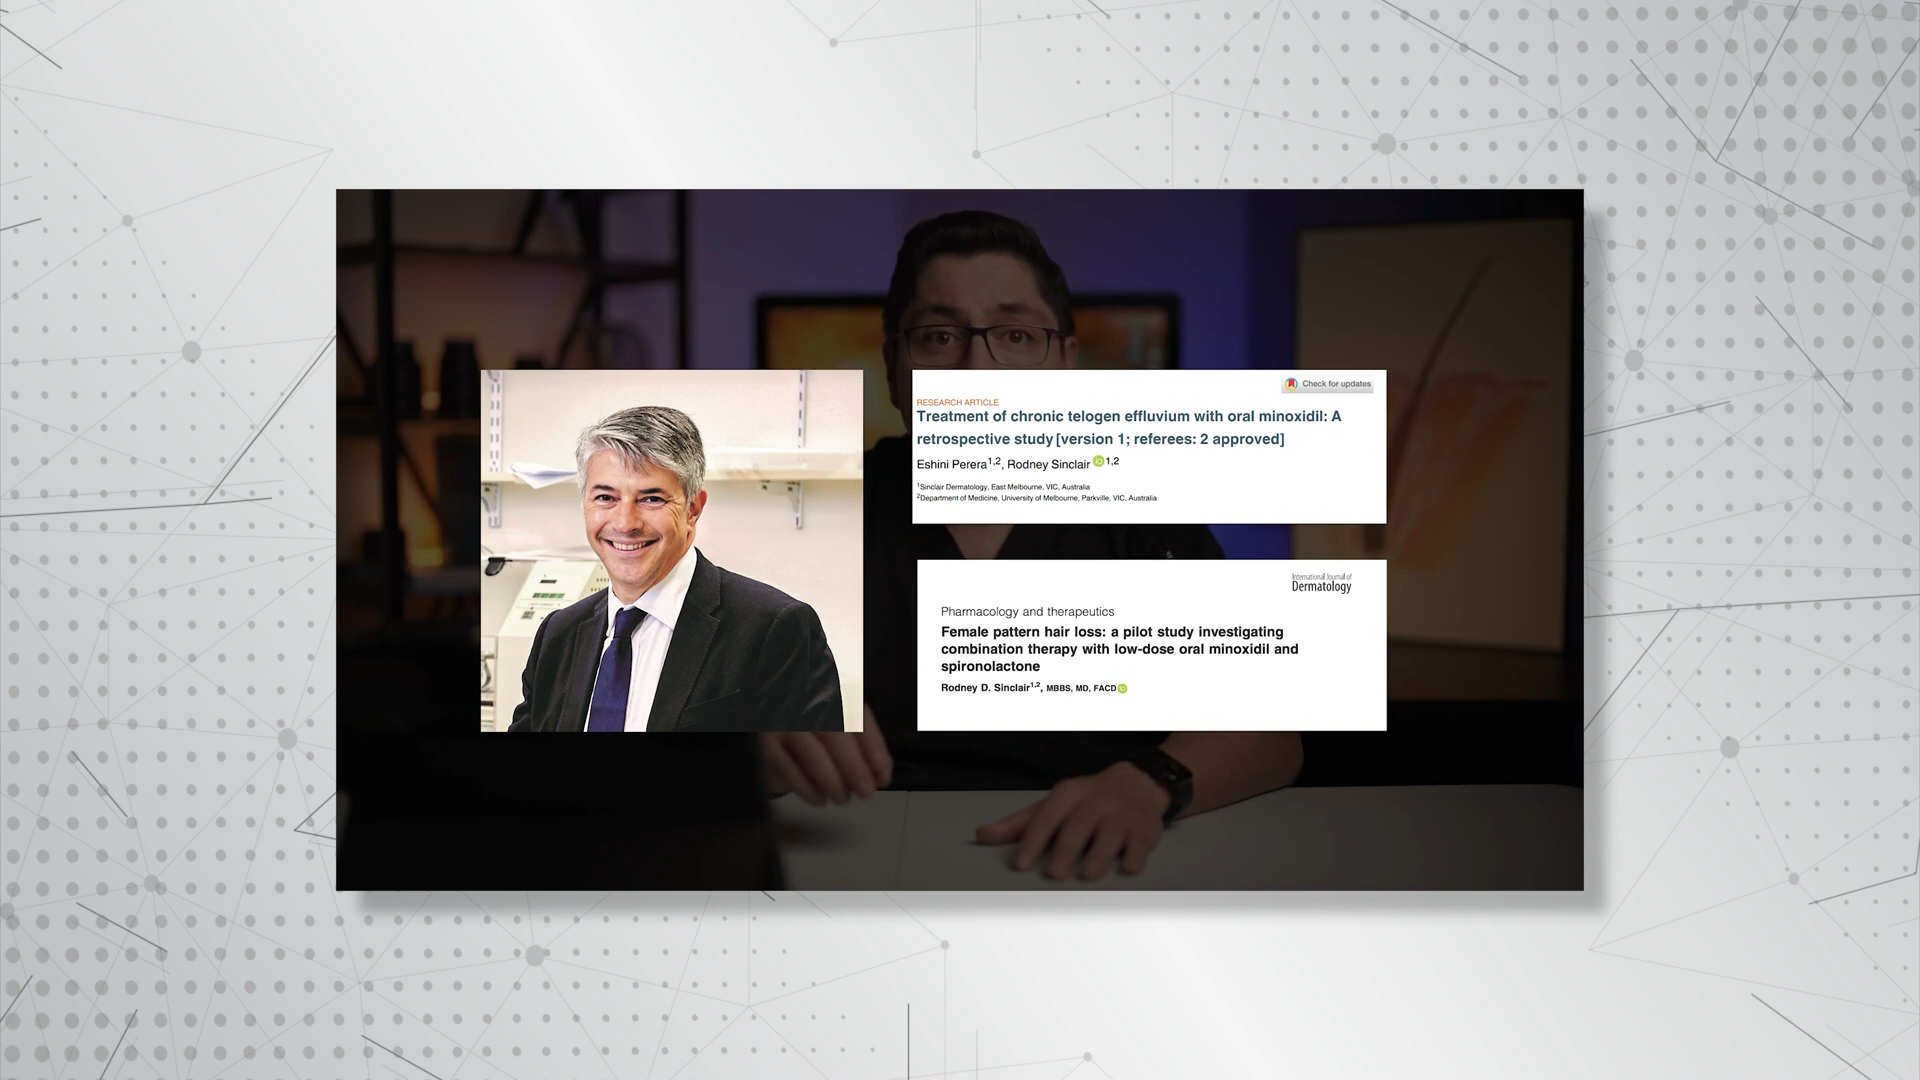 Check for updates
RESEARCH ARTICLE
Treatment of chronic telogen effluvium with oral minoxidil: A
retrospective study [version 1; referees: 2 approved]
Eshini Perera1,2, Rodney Sinclair iD 1,2
1Sinclair Dermatology, East Melbourne, VIC, Australia
2Department of Medicine, University of Melbourne, Parkville, VIC, Australia
International Journal of
Dermatology
Pharmacology and therapeutics
Female pattern hair loss: a pilot study investigating
combination therapy with low-dose oral minoxidil and
spironolactone
Rodney D. Sinclair1,2, MBBS, MD, FACD iD